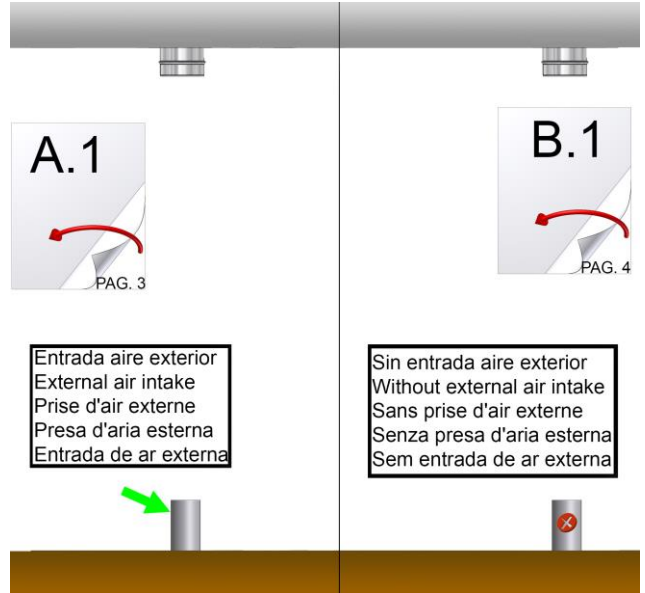 A.1
PAG. 3
Entrada aire exterior
External air intake
Prise d'air externe
Presa d'aria esterna
Entrada de ar externa
B.1
PAG. 4
Sin entrada aire exterior
Without external air intake
Sans prise d'air externe
Senza presa d'aria esterna
Sem entrada de ar externa